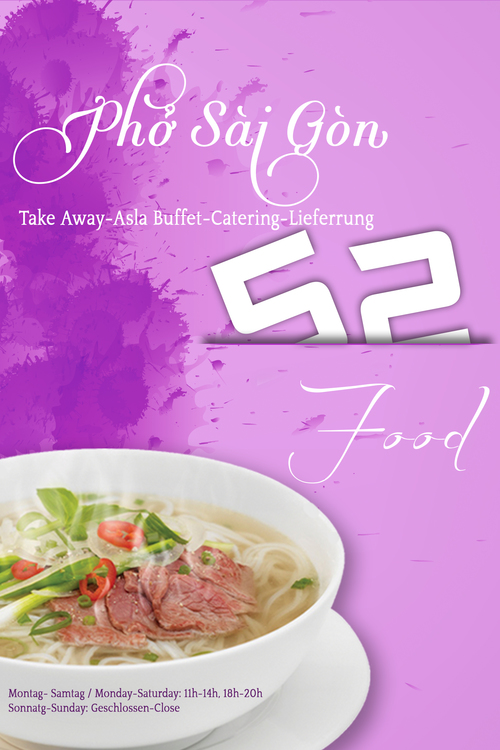 Phở Sài Gòn
Take Away-Asla Buffet-Catering-Lieferrung
52
Food
Montag- Samtag / Monday-Saturday: 11h-14h, 18h-20h
Sonnatg-Sunday: Geschlossen-Close